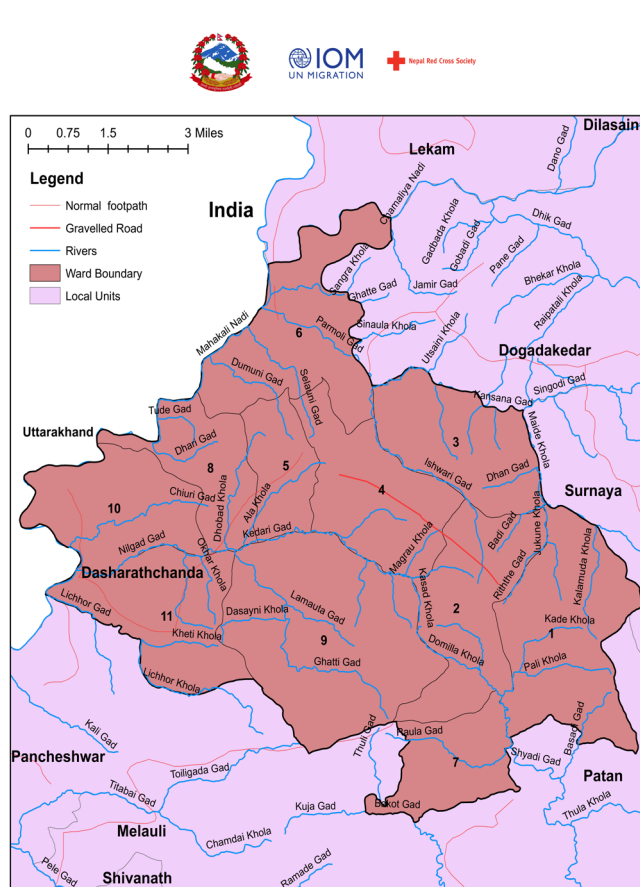 IOM
UN MIGRATION
Nepal Red Cross Society
0 0.75 1.5 3 Miles
Legend
Normal footpath
Gravelled Road
Rivers
Ward Boundary
Local Units
Dilasain
Lekam
Dano Gad
India
Chamaliya Nadi
Gadbada Khola
Gobadi Gad
Dhik Gad
Pane Gad
Sangra Khola
Bhekar Khola
Ghatte Gad
Jamir Gad
Raipatali Khola
Mahakali Nadi
Parmoli Gad
Sinaula Khola
Utsaini Khola
6
Dogadakedar
Dumuni Gad
Selauni Gad
Singodi Gad
Kansana Gad
Tude Gad
Maide Khola
Uttarakhand
Dhari Gad
3
8
5
Ishwari Gad
Dhan Gad
4
Surnaya
Chiuri Gad
Dhobad Khola
Ala Khola
10
Kedari Gad
Badi Gad
Jukune Khola
Magrau Khola
Nilgad Gad
Okhar Khola
Riththe Gad
Kalamuda Khola
Dasharathchanda
Kasad Khola
Lichhor Gad
Lamauta Gad
2
Dasayni Khola
11
Kade Khola
1
Kheti Khola
9
Domilla Khola
Ghatti Gad
Pali Khola
Lichhor Khola
Basadi Gad
Kali Gad
Thuli Gad
Raula Gad
Pancheshwar
Shyadi Gad
7
Toligada Gad
Patan
Titabai Gad
Kuja Gad
Bakot Gad
Thula Khola
Melauli
Chamdai Khola
Pele Gad
Ramade Gad
Shivanath